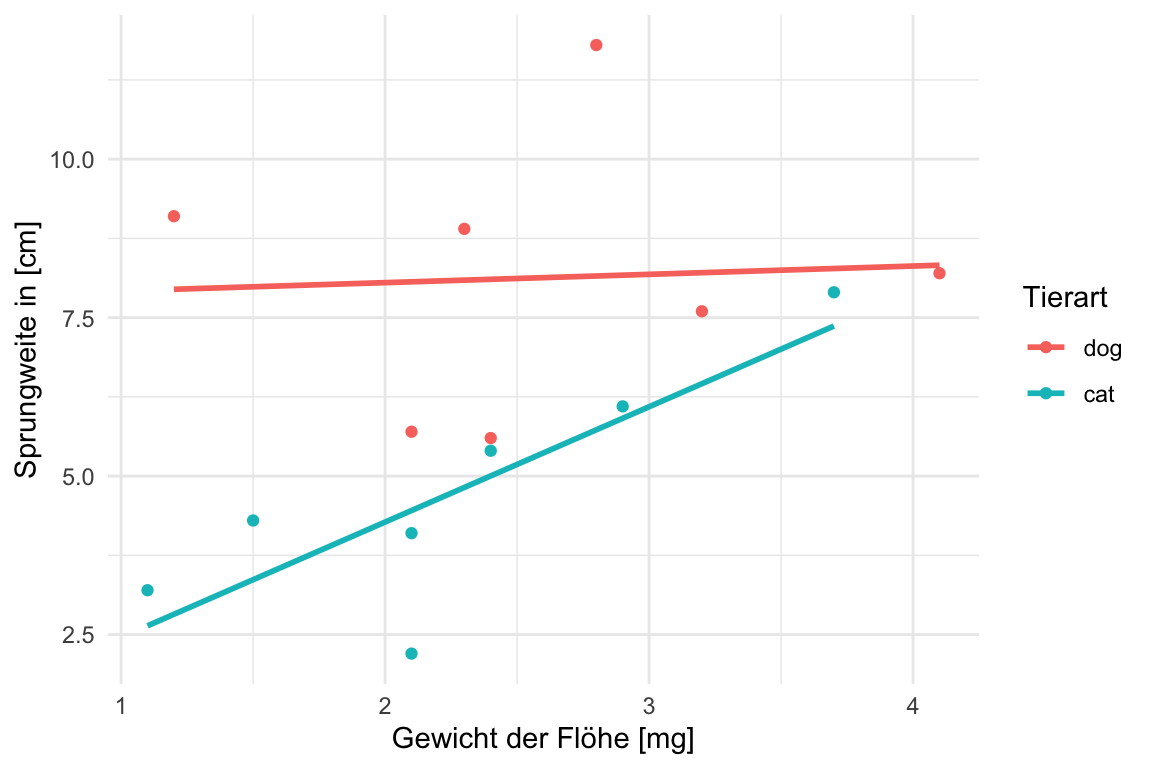 10.0
7.5
5.0
2.5
Sprungweite in [cm]
1 2 3 4
Gewicht der Flöhe [mg]
Tierart
dog
cat